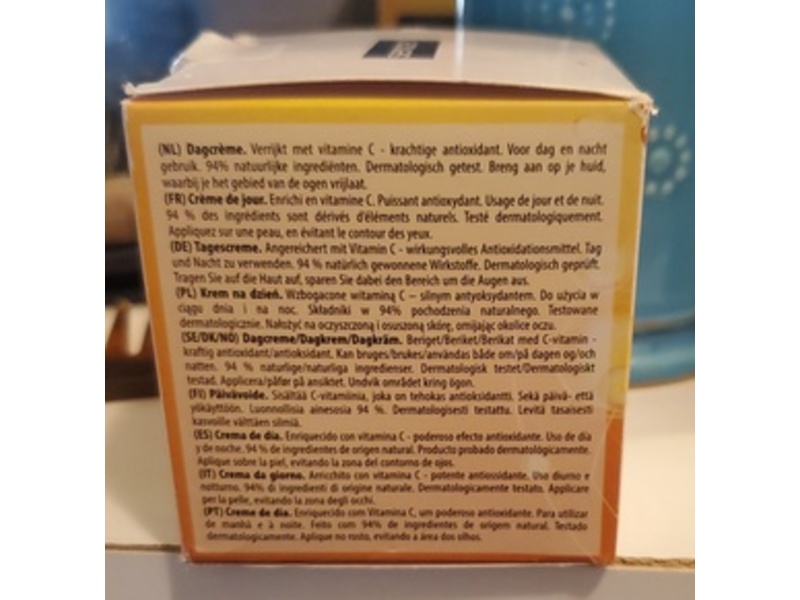 (NL) Dagcrème. Verrijkt met vitamine C - krachtige antioxidant. Voor dag en nacht
gebruik. 94% natuurlijke ingrediënten. Dermatologisch getest. Breng aan op je huid,
waarbij je het gebied van de ogen vrijlaat.
(FR) Crème de jour. Enrichi en vitamine C. Puissant antioxydant. Usage de jour et de nuit.
94 % des ingrédients sont dérivés d'éléments naturels. Testé dermatologiquement.
Appliquez sur une peau, en évitant le contour des yeux.
(DE) Tagescreme. Angereichert mit Vitamin C - wirkungsvolles Antioxidationsmittel. Tag
und Nacht zu verwenden. 94 % natürlich gewonnene Wirkstoffe. Dermatologisch geprüft.
Tragen Sie auf die Haut auf, sparen Sie dabei den Bereich um die Augen aus.
(PL) Krem na dzień. Wzbogacone witaminą C – silnym antyoksydantem. Do użycia w
ciągu dnia i na noc. Składniki w 94% pochodzenia naturalnego. Testowane
dermatologicznie. Nałożyć na oczyszczoną i osuszoną skórę, omijając okolice oczu.
(SE/DK/NO) Dagcreme/Dagkrem/Dagkräm. Beriget/Beriket/Berikat med C-vitamin -
kraftig antioxidant/antioksidant. Kan bruges/brukes/användas både om/på dagen og/och
natten. 94 % naturlige/naturliga ingredienser. Dermatologisk testet/Dermatologiskt
testad. Applicera/påfør på ansiktet. Undvik området kring ögon.
(FI) Päivävoide. Sisältää C-vitamiinia, joka on tehokas antioksidantti. Sekä päivä- että
yökäyttöön. Luonnollisia ainesosia 94 %. Dermatologisesti testattu. Levitä tasaisesti
kasvoille välttäen silmiä.
(ES) Crema de día. Enriquecido con vitamina C - poderoso efecto antioxidante. Uso de día
y de noche. 94 % de ingredientes de origen natural. Producto probado dermatológicamente.
Aplique sobre la piel, evitando la zona del contorno de ojos.
(IT) Crema da giorno. Arricchito con vitamina C - potente antiossidante. Uso diurno e
notturno. 94% di ingredienti di origine naturale. Dermatologicamente testato. Applicare
per la pelle, evitando la zona degli occhi.
(PT) Creme de dia. Enriquecido com Vitamina C, um poderoso antioxidante. Para utilizar
de manhã e à noite. Feito com 94% de ingredientes de origem natural. Testado
dermatologicamente. Aplique no rosto, evitando a área dos olhos.